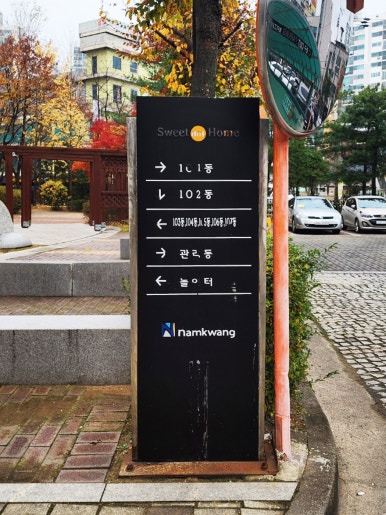 Sweet dot Home
→ 101동
↳ 102동
← 103동,104동,105동,106동,107동
→ 관리동
← 놀이터
namkwang